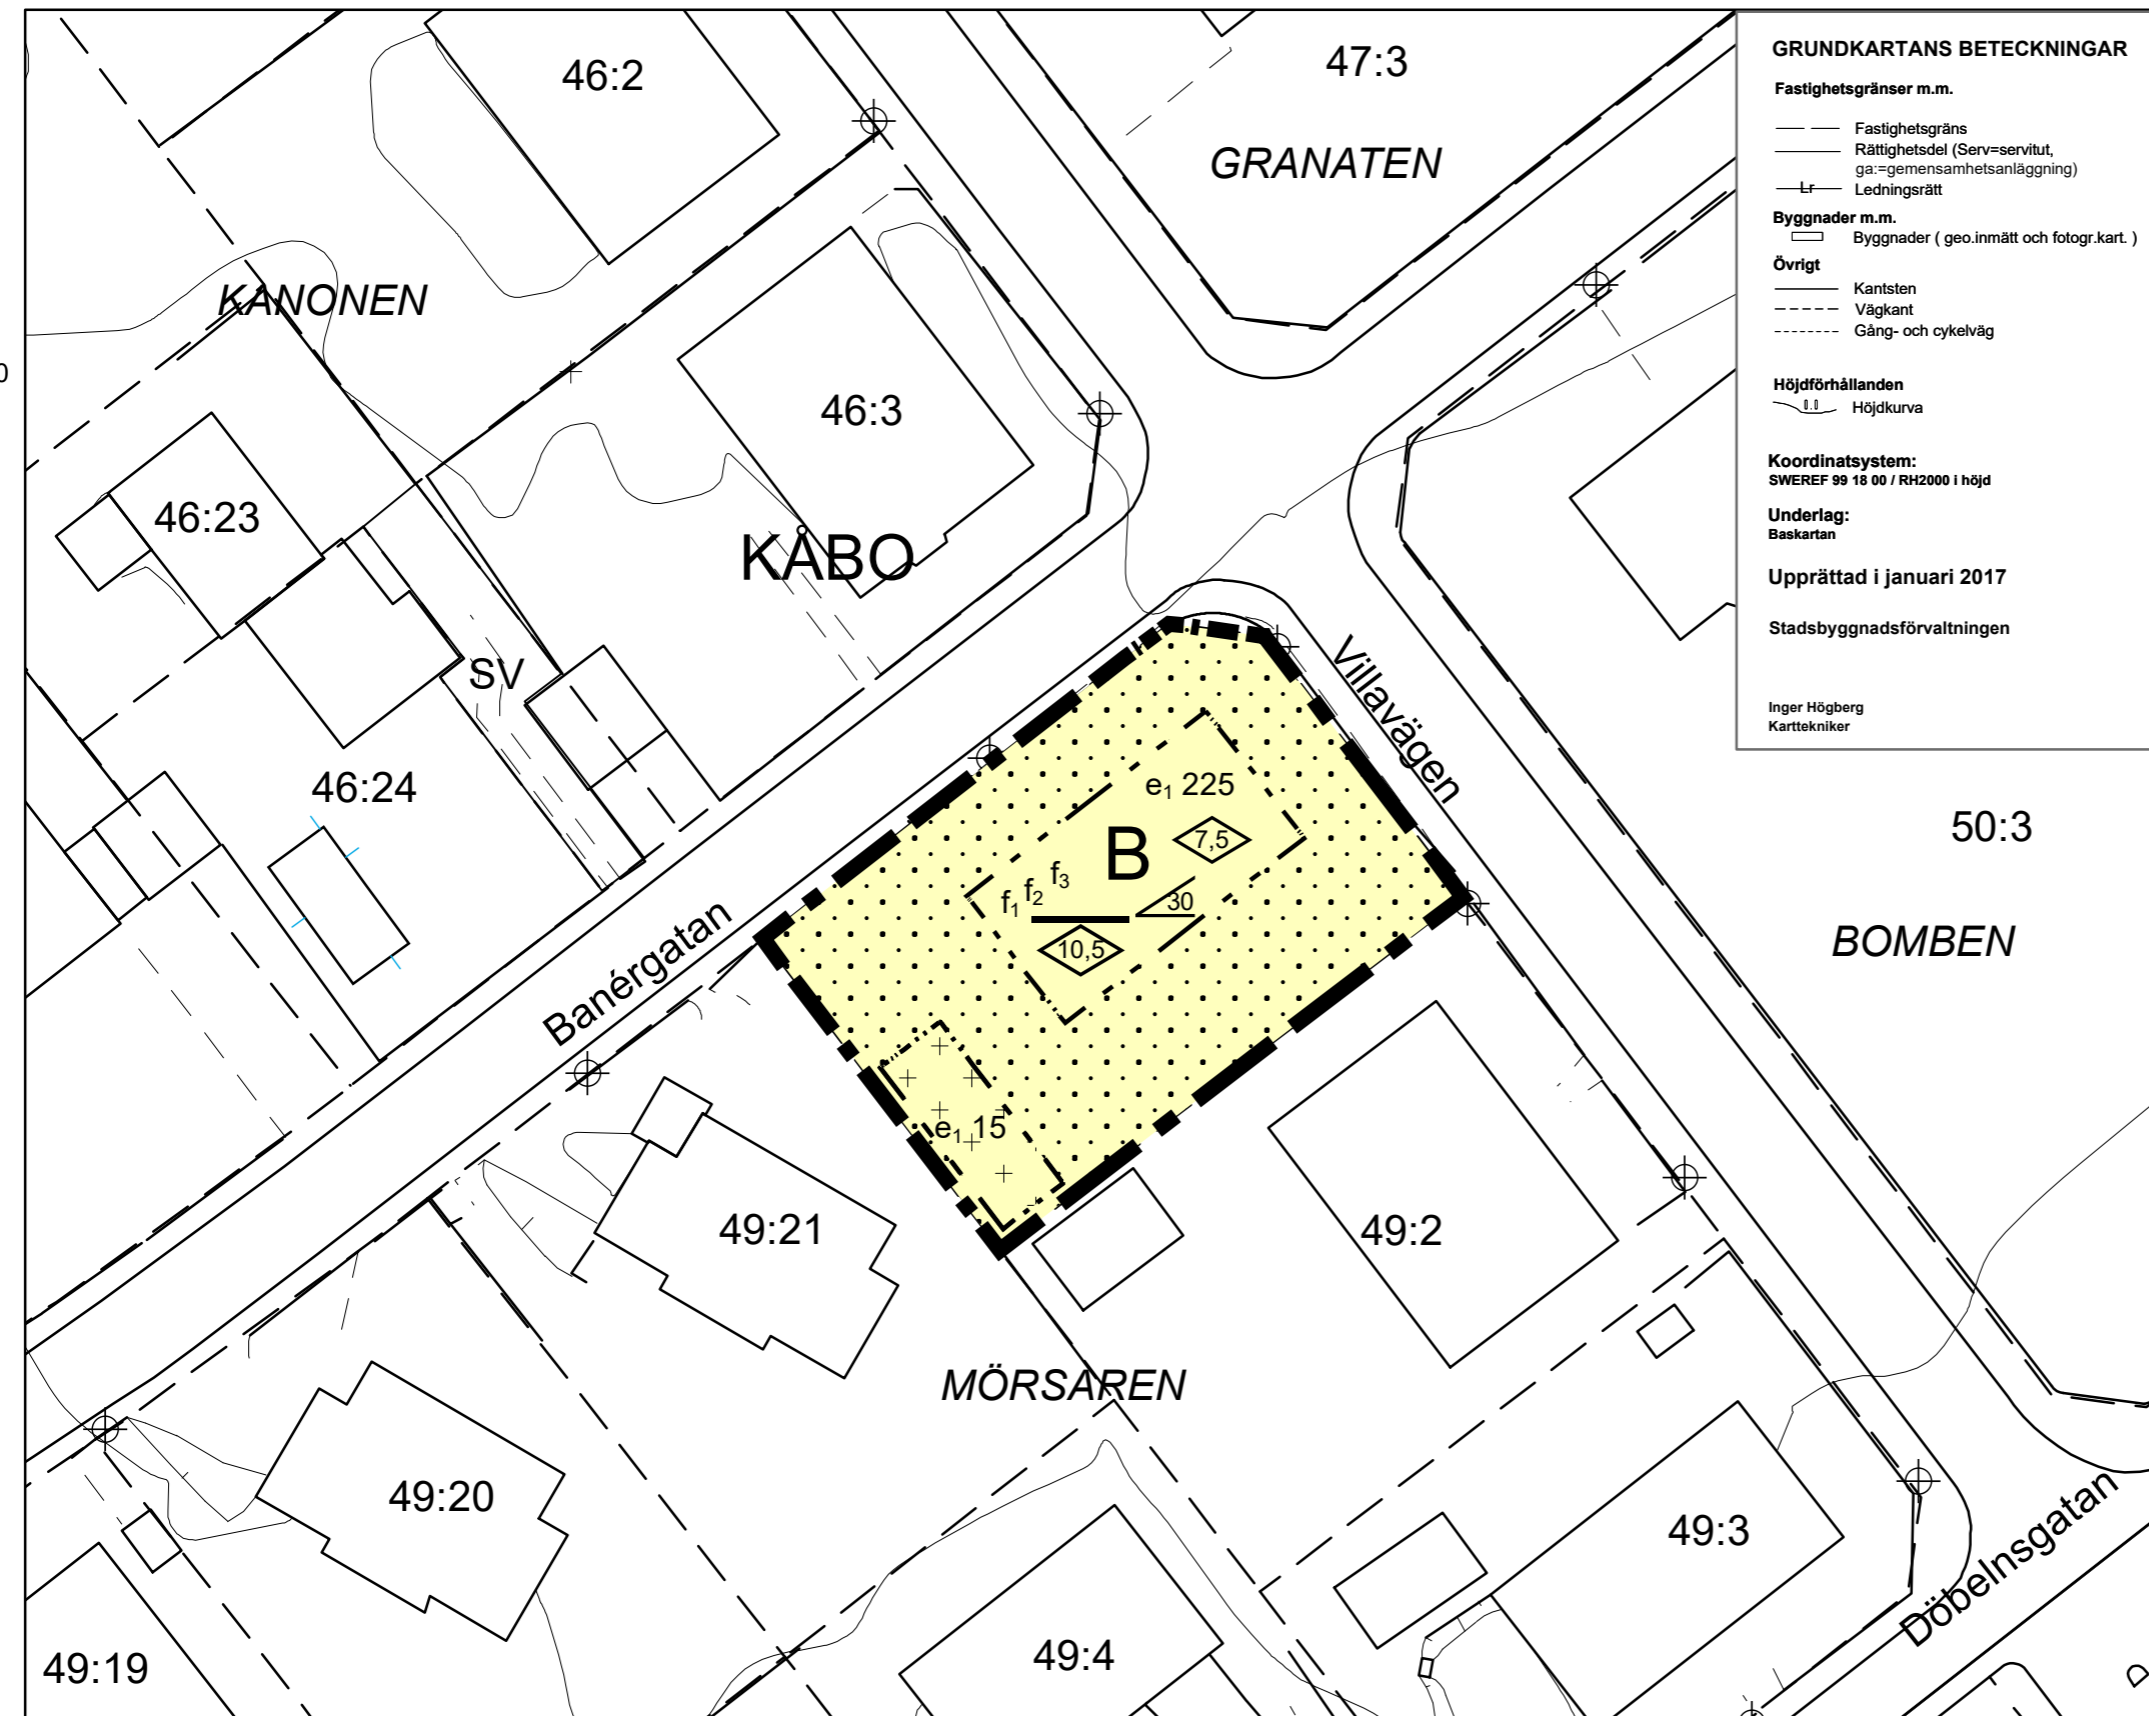 46:2
47:3
GRANATEN
KANONEN
0
46:3
46:23
KÅBO
SV
46:24
Villavägen
e₁ 225
B
7,5
f₁ f₂ f₃
30
10,5
50:3
BOMBEN
Banérgatan
e₁ 15
49:21
49:2
MÖRSAREN
49:20
49:3
Döbelnsgatan
49:4
49:19
D
GRUNDKARTANS BETECKNINGAR
Fastighetsgränser m.m.
Fastighetsgräns
Rättighetsdel (Serv=servitut,
ga:=gemensamhetsanläggning)
Lr Ledningsrätt
Byggnader m.m.
Byggnader ( geo.inmätt och fotogr.kart. )
Övrigt
Kantsten
Vägkant
Gång- och cykelväg
Höjdförhållanden
0.0 Höjdkurva
Koordinatsystem:
SWEREF 99 18 00 / RH2000 i höjd
Underlag:
Baskartan
Upprättad i januari 2017
Stadsbyggnadsförvaltningen
Inger Högberg
Karttekniker